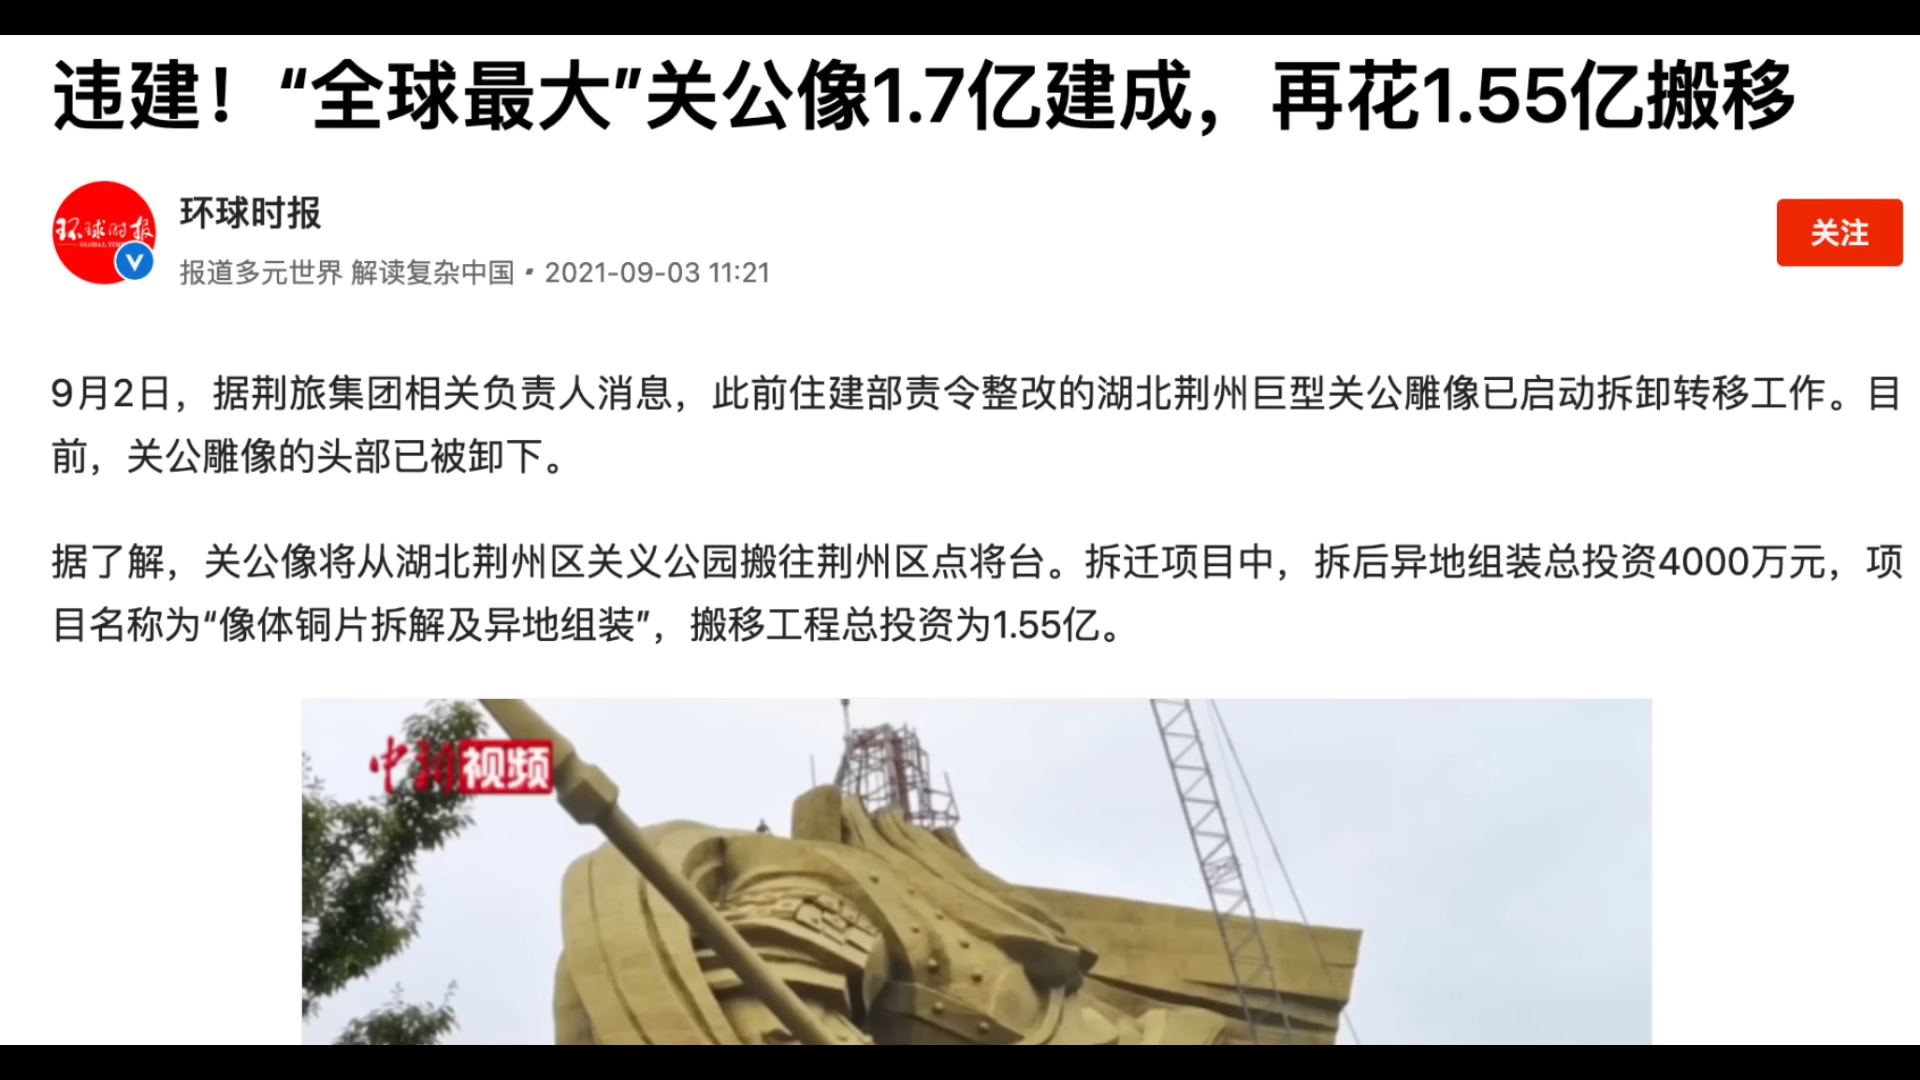 违建！“全球最大”关公像1.7亿建成，再花1.55亿搬移
环球时报
环球时报
GLOBAL TIMES
报道多元世界 解读复杂中国 · 2021-09-03 11:21
关注
9月2日，据荆旅集团相关负责人消息，此前住建部责令整改的湖北荆州巨型关公雕像已启动拆卸转移工作。目
前，关公雕像的头部已被卸下。
据了解，关公像将从湖北荆州区关义公园搬往荆州区点将台。拆迁项目中，拆后异地组装总投资4000万元，项
目名称为“像体铜片拆解及异地组装”，搬移工程总投资为1.55亿。
中新视频